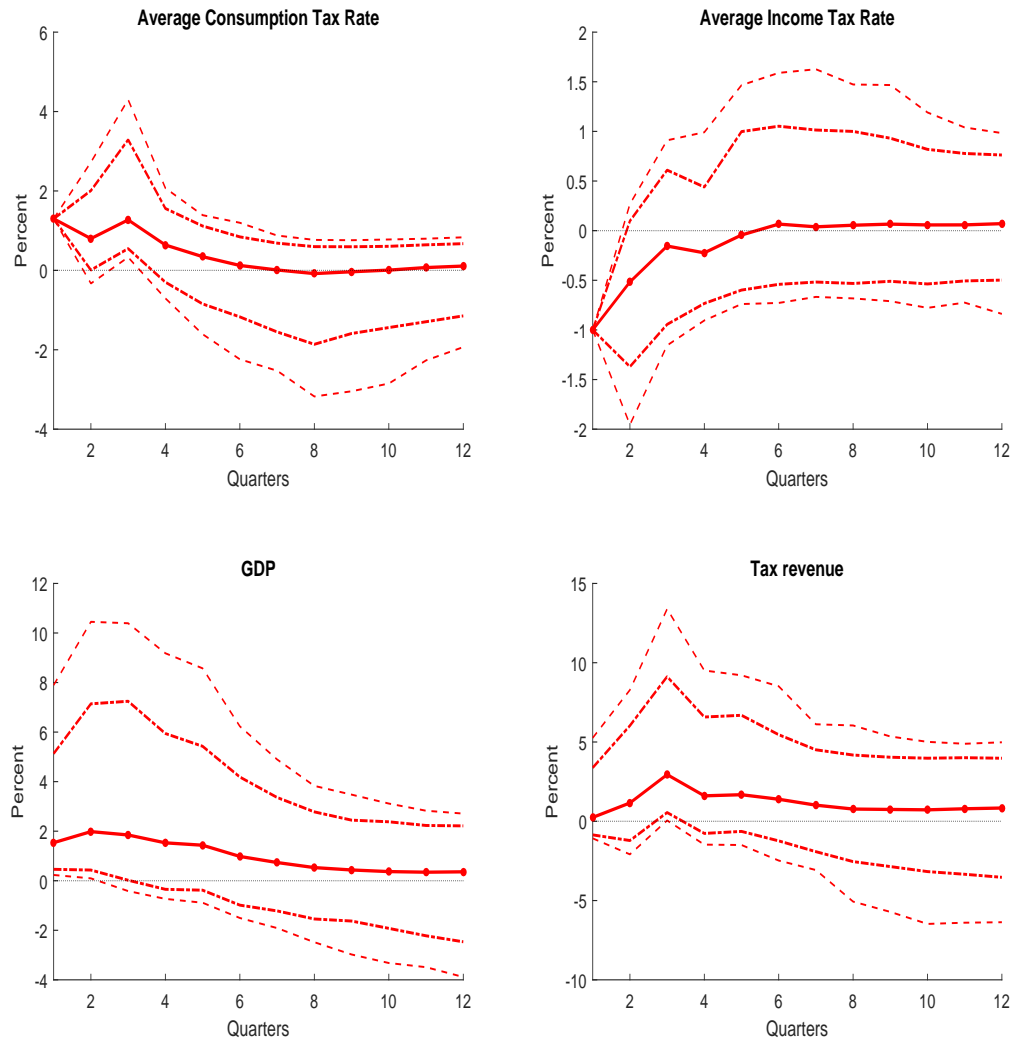 Average Consumption Tax Rate
6
4
2
0
-2
-4
Percent
2 4 6 8 10 12
Quarters
Average Income Tax Rate
2
1.5
1
0.5
0
-0.5
-1
-1.5
-2
Percent
2 4 6 8 10 12
Quarters
GDP
12
10
8
6
4
2
0
-2
-4
Percent
2 4 6 8 10 12
Quarters
Tax revenue
15
10
5
0
-5
-10
Percent
2 4 6 8 10 12
Quarters